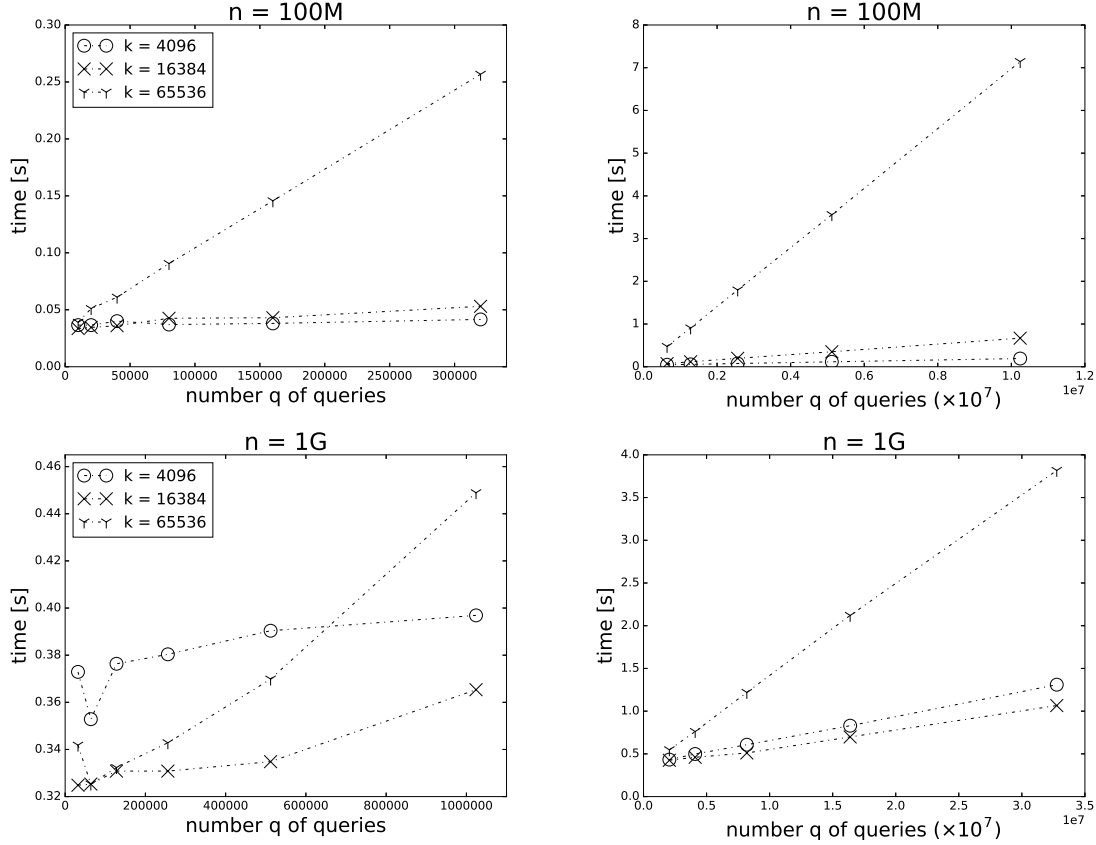 n = 100M
0.30
0.25
0.20
0.15
0.10
0.05
0.00
time [s]
k = 4096
k = 16384
k = 65536
0 50000 100000 150000 200000 250000 300000
number q of queries
n = 100M
8
7
6
5
4
3
2
1
0
time [s]
0.0 0.2 0.4 0.6 0.8 1.0 1.2
1e7
number q of queries (×10⁷)
n = 1G
0.46
0.44
0.42
0.40
0.38
0.36
0.34
0.32
time [s]
k = 4096
k = 16384
k = 65536
0 200000 400000 600000 800000 1000000
number q of queries
n = 1G
4.0
3.5
3.0
2.5
2.0
1.5
1.0
0.5
0.0
time [s]
0.0 0.5 1.0 1.5 2.0 2.5 3.0 3.5
1e7
number q of queries (×10⁷)